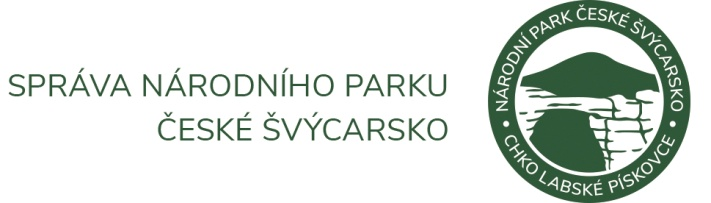 SPRÁVA NÁRODNÍHO PARKU
ČESKÉ ŠVÝCARSKO
NÁRODNÍ PARK ČESKÉ ŠVÝCARSKO
CHKO LABSKÉ PÍSKOVCE